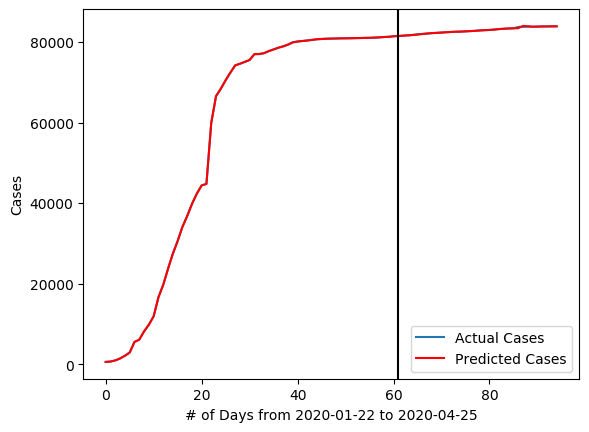 80000
60000
40000
20000
0
Cases
0 20 40 60 80
# of Days from 2020-01-22 to 2020-04-25
Actual Cases
Predicted Cases